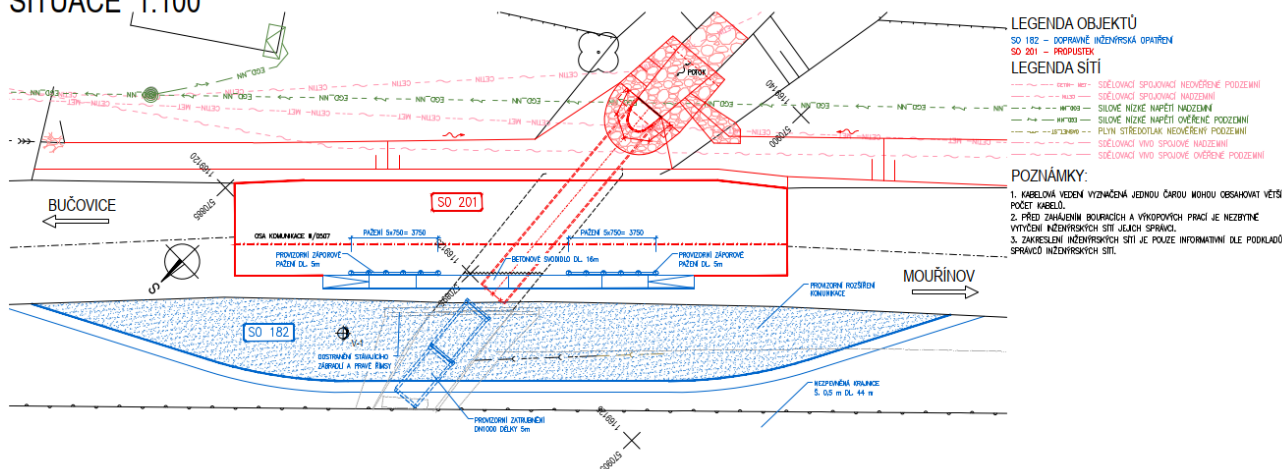 SITUACE 1:100
LEGENDA OBJEKTŮ
SO 182 - DOPRAVNĚ INŽENÝRSKÁ OPATŘENÍ
SO 201 - PROPUSTEK
LEGENDA SÍTÍ
SDĚLOVACÍ SPOJOVACÍ NEOVĚŘENÉ PODZEMNÍ
SDĚLOVACÍ SPOJOVACÍ NADZEMNÍ
SILOVÉ NÍZKÉ NAPĚTÍ NADZEMNÍ
SILOVÉ NÍZKÉ NAPĚTÍ OVĚŘENÉ PODZEMNÍ
PLYN STŘEDOTLAK NEOVĚŘENÝ PODZEMNÍ
SDĚLOVACÍ VIVO SPOJOVÉ NADZEMNÍ
SDĚLOVACÍ VIVO SPOJOVÉ OVĚŘENÉ PODZEMNÍ
POZNÁMKY:
1. KABELOVÁ VEDENÍ VYZNAČENÁ JEDNOU ČAROU MOHOU OBSAHOVAT VĚTŠÍ
POČET KABELŮ.
2. PŘED ZAHÁJENÍM BOURACÍCH A VÝKOPOVÝCH PRACÍ JE NEZBYTNÉ
VYTYČENÍ INŽENÝRSKÝCH SÍTÍ JEJICH SPRÁVCI.
3. ZAKRESLENÍ INŽENÝRSKÝCH SÍTÍ JE POUZE INFORMATIVNÍ DLE PODKLADŮ
SPRÁVCŮ INŽENÝRSKÝCH SÍTÍ.
POTOK
BUČOVICE
SO 201
OSA KOMUNIKACE
PAŽENÍ 5x750= 3750
PAŽENÍ 5x750= 3750
PROVIZORNÍ ZÁPOROVÉ
PAŽENÍ DL. 5m
BETONOVÉ SVODIDLO DL. 16m
PROVIZORNÍ ZÁPOROVÉ
PAŽENÍ DL. 5m
S
MOUŘÍNOV
PROVIZORNÍ ROZŠÍŘENÍ
KOMUNIKACE
SO 182
V-1
ODSTRANĚNÍ STÁVAJÍCÍHO
ZÁBRADLÍ A PRAVÉ ŘÍMSY
NEZPEVNĚNÁ KRAJNICE
Š. 0,5 m DL. 44 m
PROVIZORNÍ ZATRUBNĚNÍ
DN1000 DÉLKY 5m
1169120
570885
1169140
570900